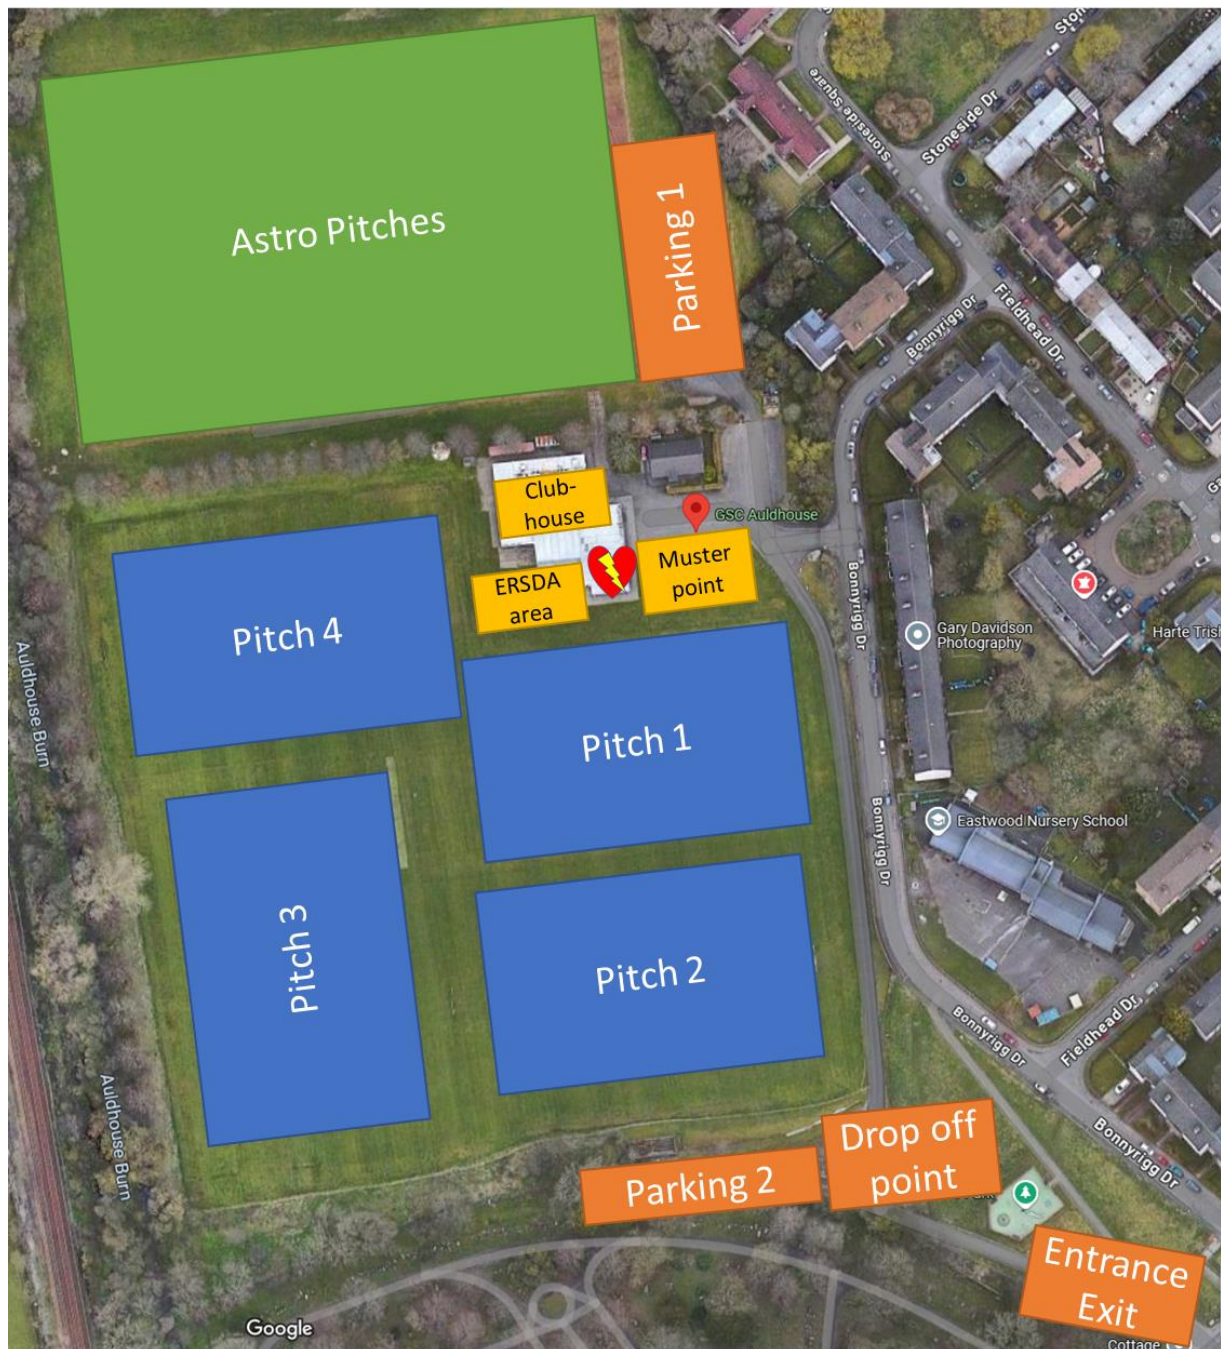 Astro Pitches
Parking 1
Stoneside Square
Stoneside Dr
Fieldhead Dr
Bonnyrigg Dr
Club-
house
GSC Auldhouse
Muster
point
ERSDA
area
Pitch 4
Pitch 1
Bonnyrigg Dr
Gary Davidson
Photography
Harte Trish
Auldhouse Burn
Eastwood Nursery School
Bonnyrigg Dr
Pitch 3
Pitch 2
Bonnyrigg Dr
Fieldhead Dr
Auldhouse Burn
Bonnyrigg Dr
Drop off
point
Parking 2
Entrance
Exit
Google
Cottage